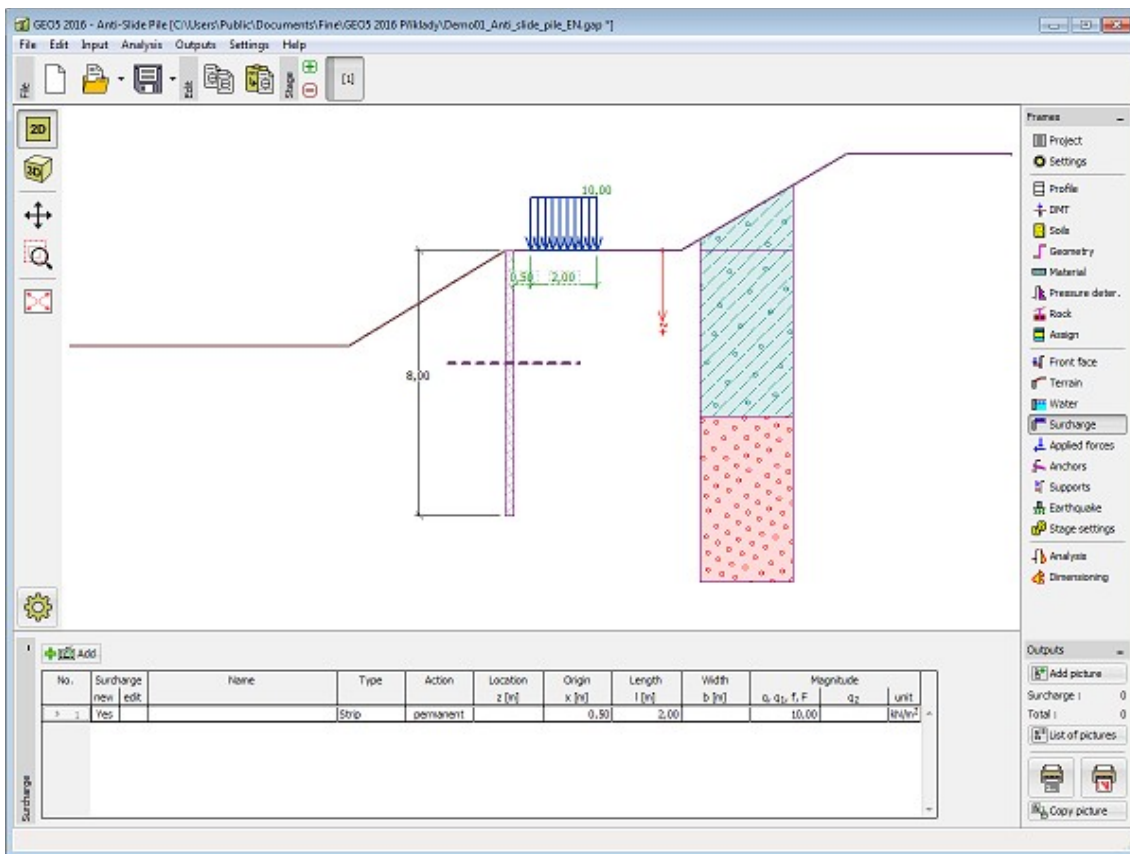 GEO5 2016 - Anti-Slide Pile [C:\Users\Public\Documents\Fine\GEO5 2016 Příklady\Demo01_Anti_slide_pile_EN.gap *]
File Edit Input Analysis Outputs Settings Help
File Edit Stage [1]
2D
3D
10,00
0,50 2,00
+z
8,00
Frames
Project
Settings
Profile
DMT
Soils
Geometry
Material
Pressure deter.
Rock
Assign
Front face
Terrain
Water
Surcharge
Applied forces
Anchors
Supports
Earthquake
Stage settings
Analysis
Dimensioning
Add
No. Surcharge Name Type Action Location Origin Length Width Magnitude
new edit z [m] x [m] l [m] b [m] q, q1, f, F q2 unit
> 1 Yes Strip permanent 0,50 2,00 10,00 kN/m²
Surcharge
Outputs
Add picture
Surcharge : 0
Total : 0
List of pictures
Copy picture